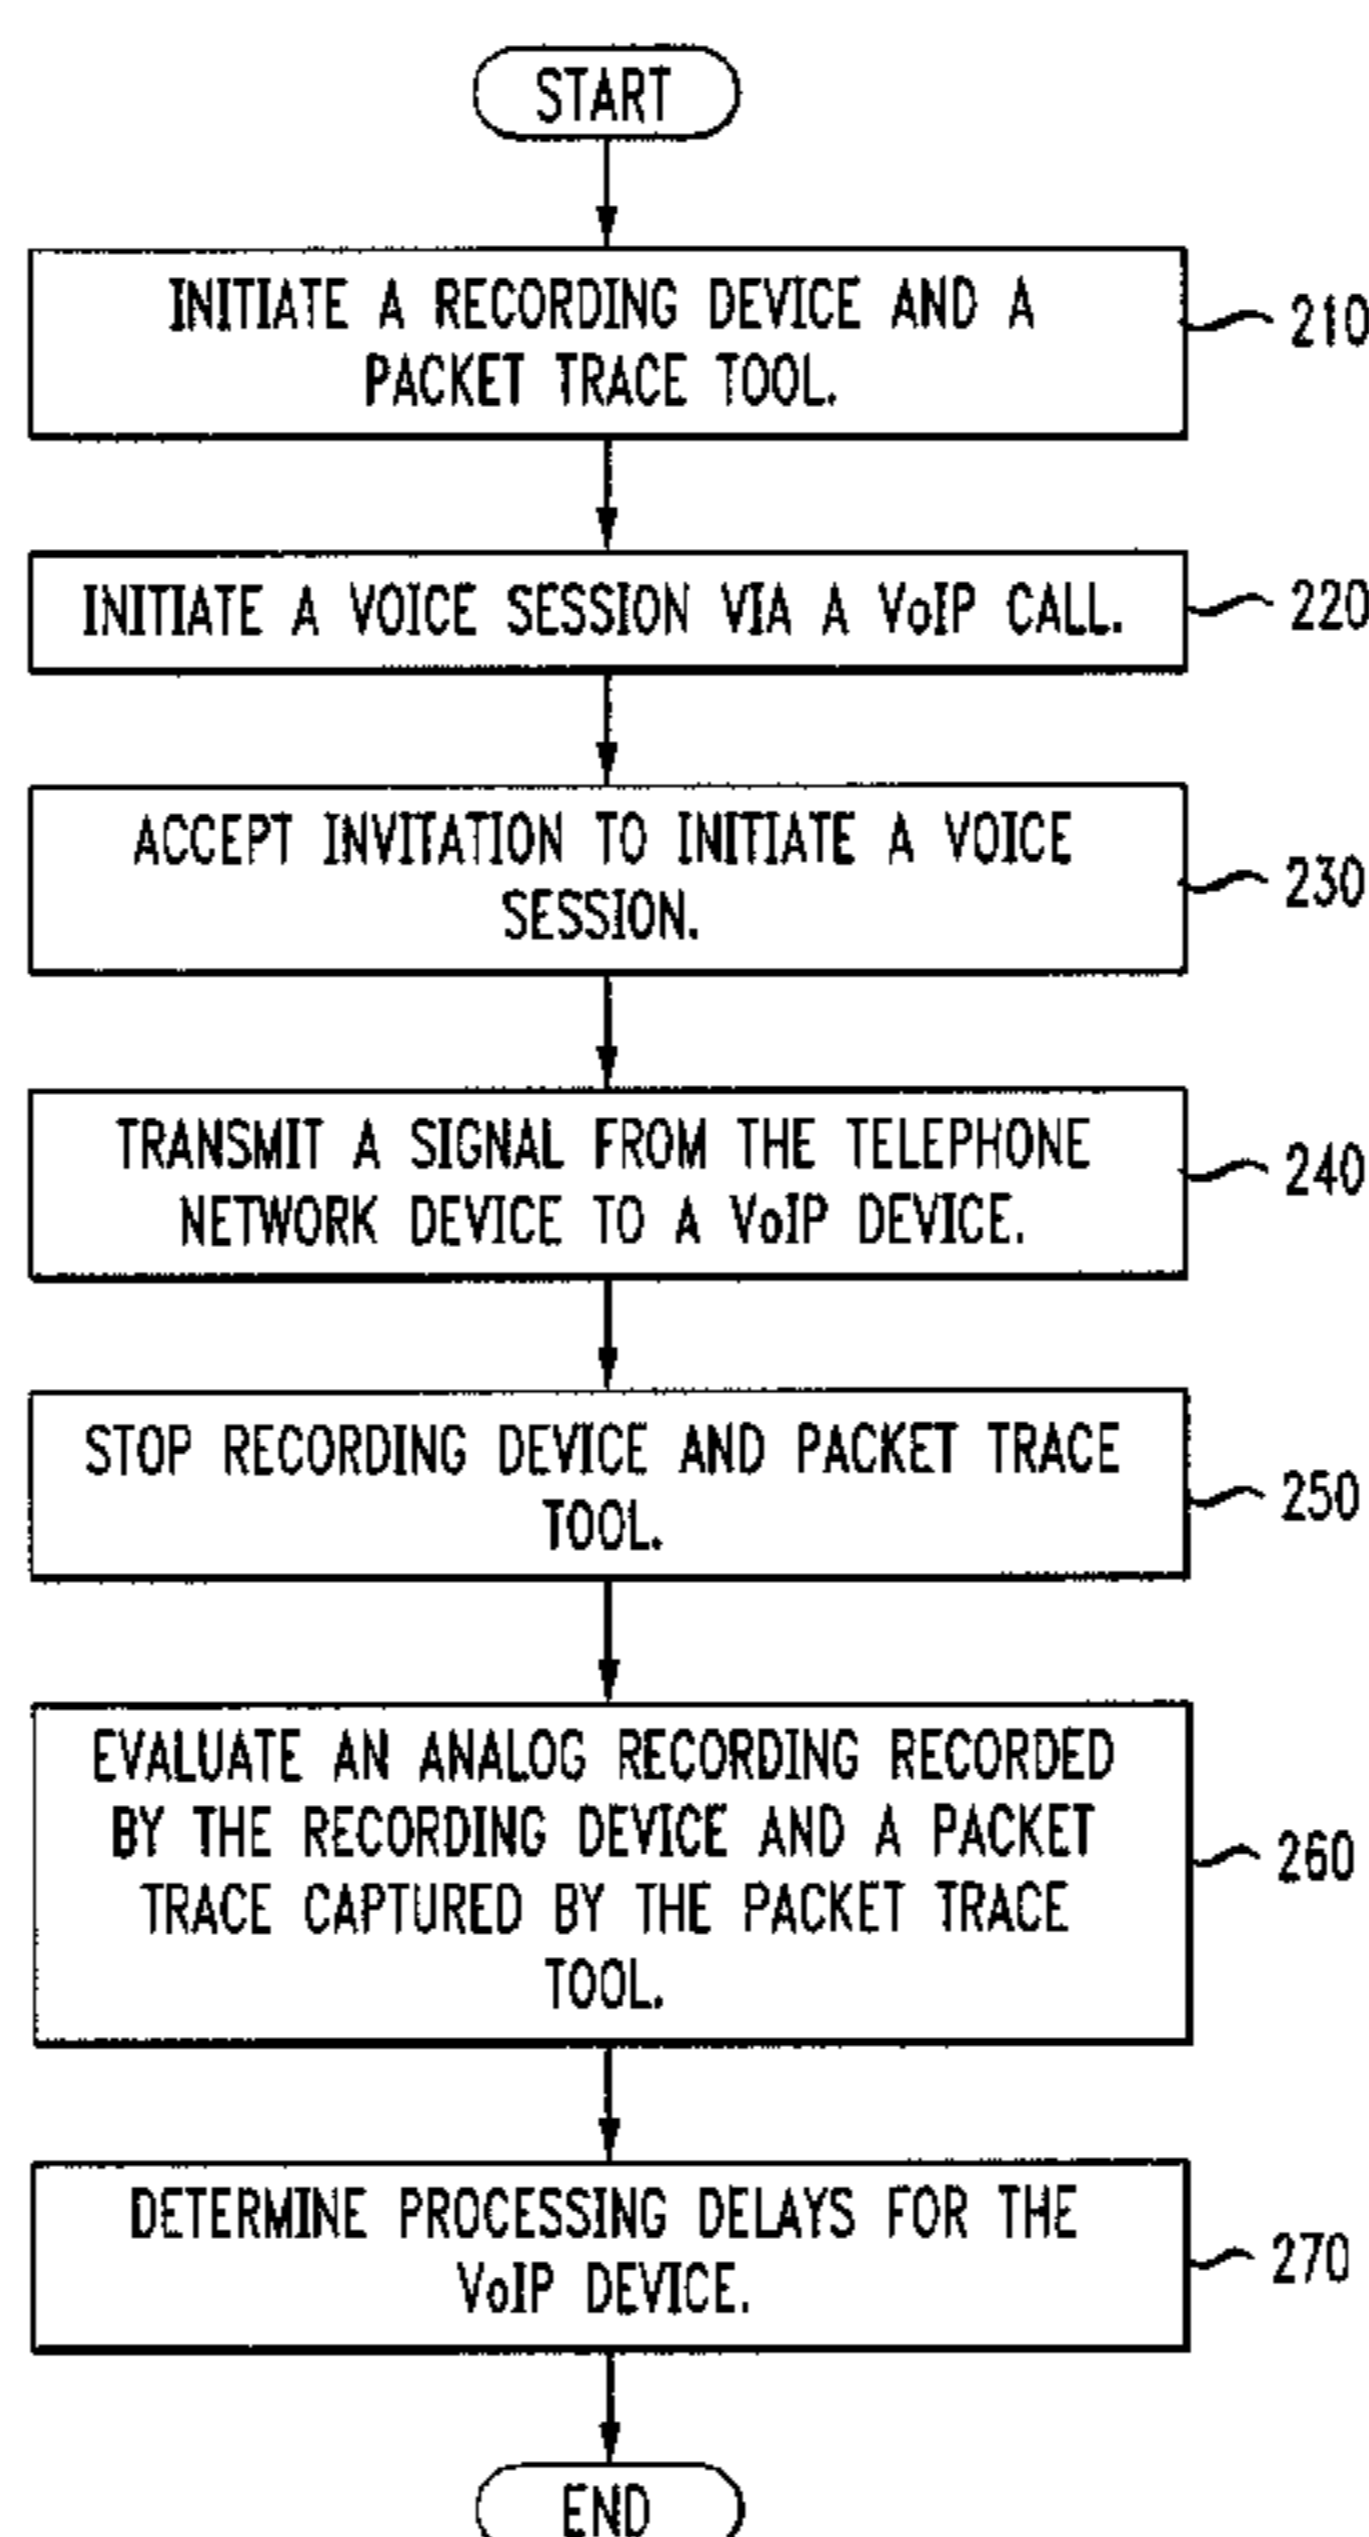 START
INITIATE A RECORDING DEVICE AND A
PACKET TRACE TOOL.
210
INITIATE A VOICE SESSION VIA A VoIP CALL.
220
ACCEPT INVITATION TO INITIATE A VOICE
SESSION.
230
TRANSMIT A SIGNAL FROM THE TELEPHONE
NETWORK DEVICE TO A VoIP DEVICE.
240
STOP RECORDING DEVICE AND PACKET TRACE
TOOL.
250
EVALUATE AN ANALOG RECORDING RECORDED
BY THE RECORDING DEVICE AND A PACKET
TRACE CAPTURED BY THE PACKET TRACE
TOOL.
260
DETERMINE PROCESSING DELAYS FOR THE
VoIP DEVICE.
270
END